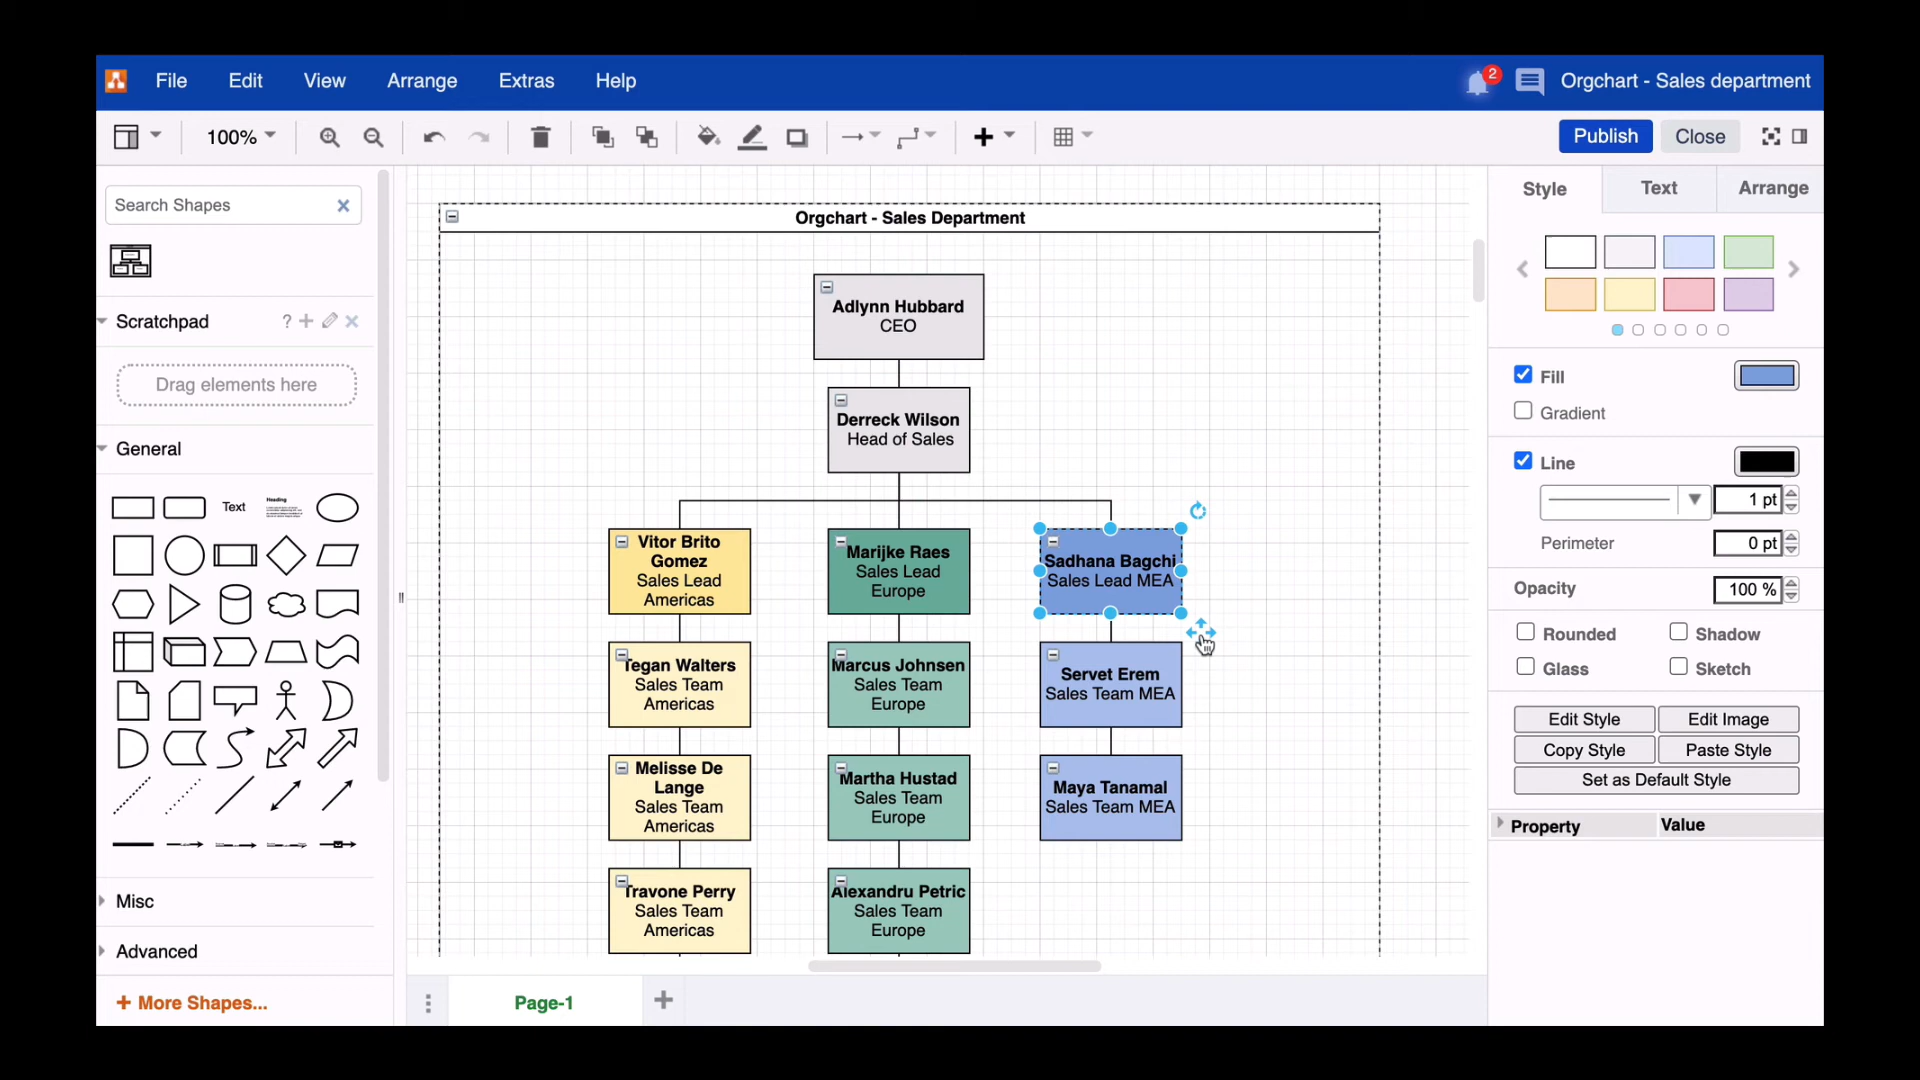 File Edit View Arrange Extras Help
2
Orgchart - Sales department
100%
Publish
Close
Search Shapes
Scratchpad
?
Drag elements here
General
Text
Heading
Misc
Advanced
+ More Shapes...
Orgchart - Sales Department
Adlynn Hubbard
CEO
Derreck Wilson
Head of Sales
Vitor Brito
Gomez
Sales Lead
Americas
Marijke Raes
Sales Lead
Europe
Sadhana Bagchi
Sales Lead MEA
Tegan Walters
Sales Team
Americas
Marcus Johnsen
Sales Team
Europe
Servet Erem
Sales Team MEA
Melisse De
Lange
Sales Team
Americas
Martha Hustad
Sales Team
Europe
Maya Tanamal
Sales Team MEA
Travone Perry
Sales Team
Americas
Alexandru Petric
Sales Team
Europe
Page-1
Style Text Arrange
Fill
Gradient
Line
1 pt
Perimeter 0 pt
Opacity 100 %
Rounded Shadow
Glass Sketch
Edit Style Edit Image
Copy Style Paste Style
Set as Default Style
Property Value